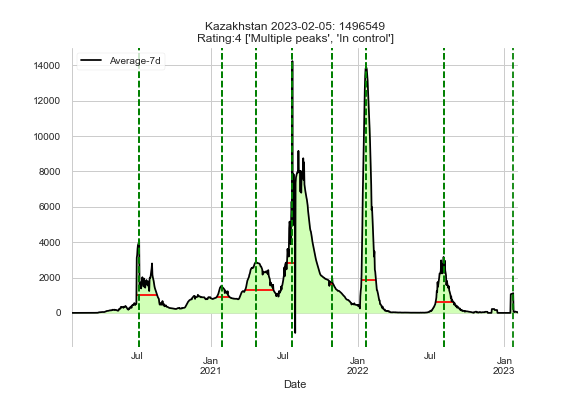 Kazakhstan 2023-02-05: 1496549
Rating:4 ['Multiple peaks', 'In control']
Average-7d
14000
12000
10000
8000
6000
4000
2000
0
Jul
Jan
2021
Jul
Jan
2022
Jul
Jan
2023
Date